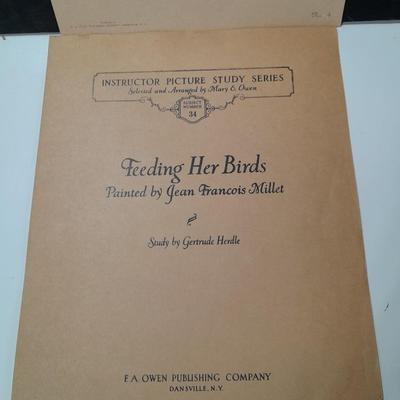 INSTRUCTOR PICTURE STUDY SERIES
Selected and Arranged by Mary E. Owen
SUBJECT
NUMBER
34
Feeding Her Birds
Painted by Jean Francois Millet
Study by Gertrude Herdle
F. A. OWEN PUBLISHING COMPANY
DANSVILLE, N.Y.